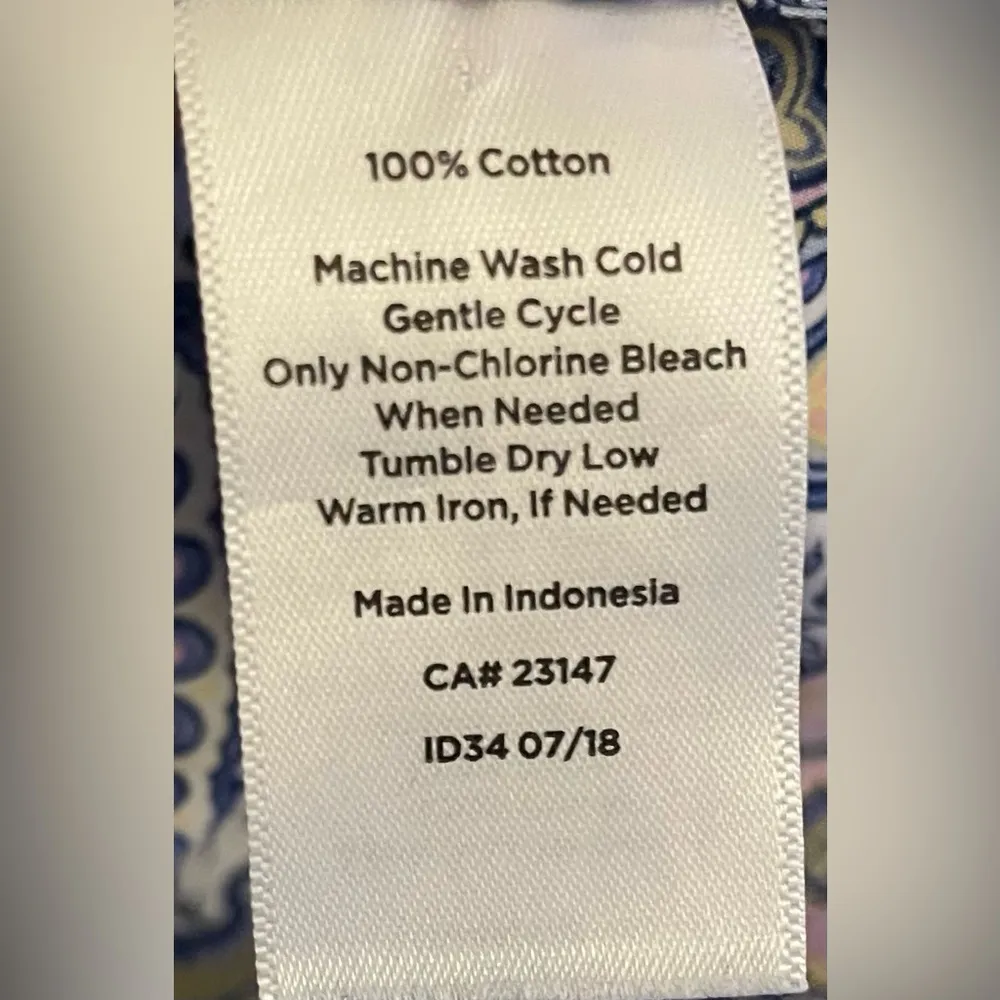 100% Cotton
Machine Wash Cold
Gentle Cycle
Only Non-Chlorine Bleach
When Needed
Tumble Dry Low
Warm Iron, If Needed
Made In Indonesia
CA# 23147
ID34 07/18